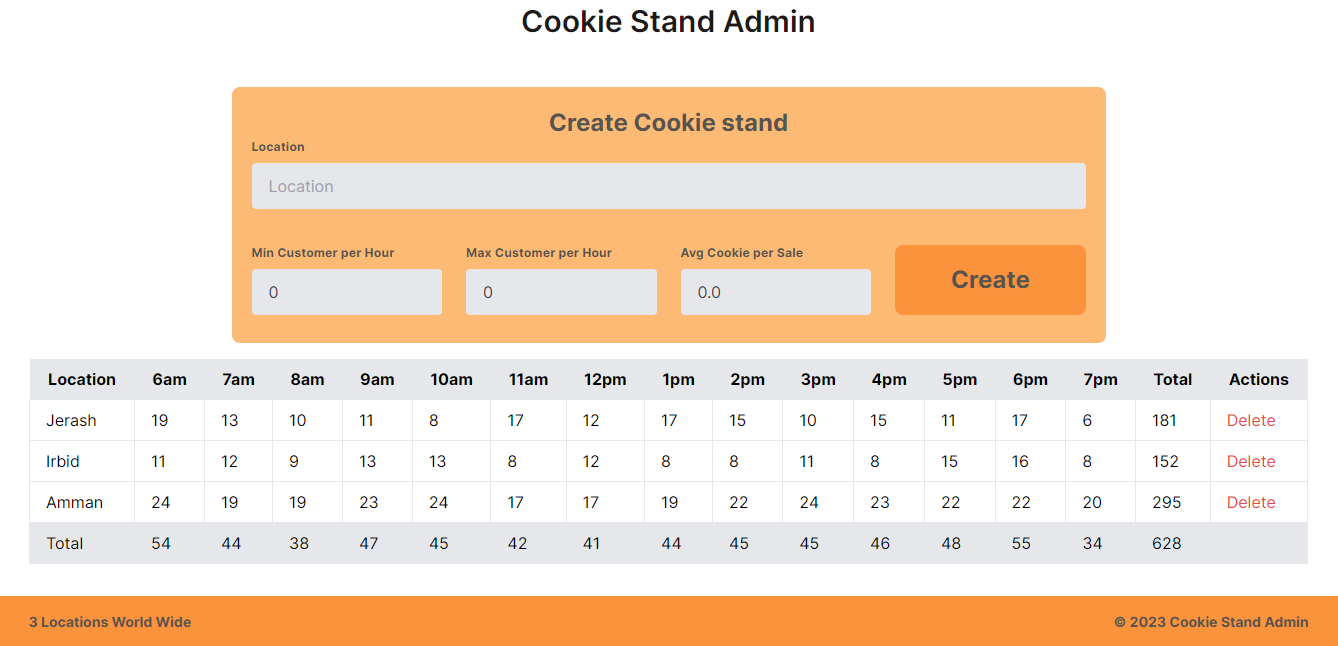 Cookie Stand Admin
Create Cookie stand
Location
Location
Min Customer per Hour Max Customer per Hour Avg Cookie per Sale
0 0 0.0 Create
Location 6am 7am 8am 9am 10am 11am 12pm 1pm 2pm 3pm 4pm 5pm 6pm 7pm Total Actions
Jerash 19 13 10 11 8 17 12 17 15 10 15 11 17 6 181 Delete
Irbid 11 12 9 13 13 8 12 8 8 11 8 15 16 8 152 Delete
Amman 24 19 19 23 24 17 17 19 22 24 23 22 22 20 295 Delete
Total 54 44 38 47 45 42 41 44 45 45 46 48 55 34 628
3 Locations World Wide © 2023 Cookie Stand Admin